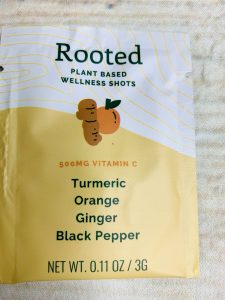 Rooted
PLANT BASED
WELLNESS SHOTS
500MG VITAMIN C
Turmeric
Orange
Ginger
Black Pepper
NET WT. 0.11 OZ / 3G